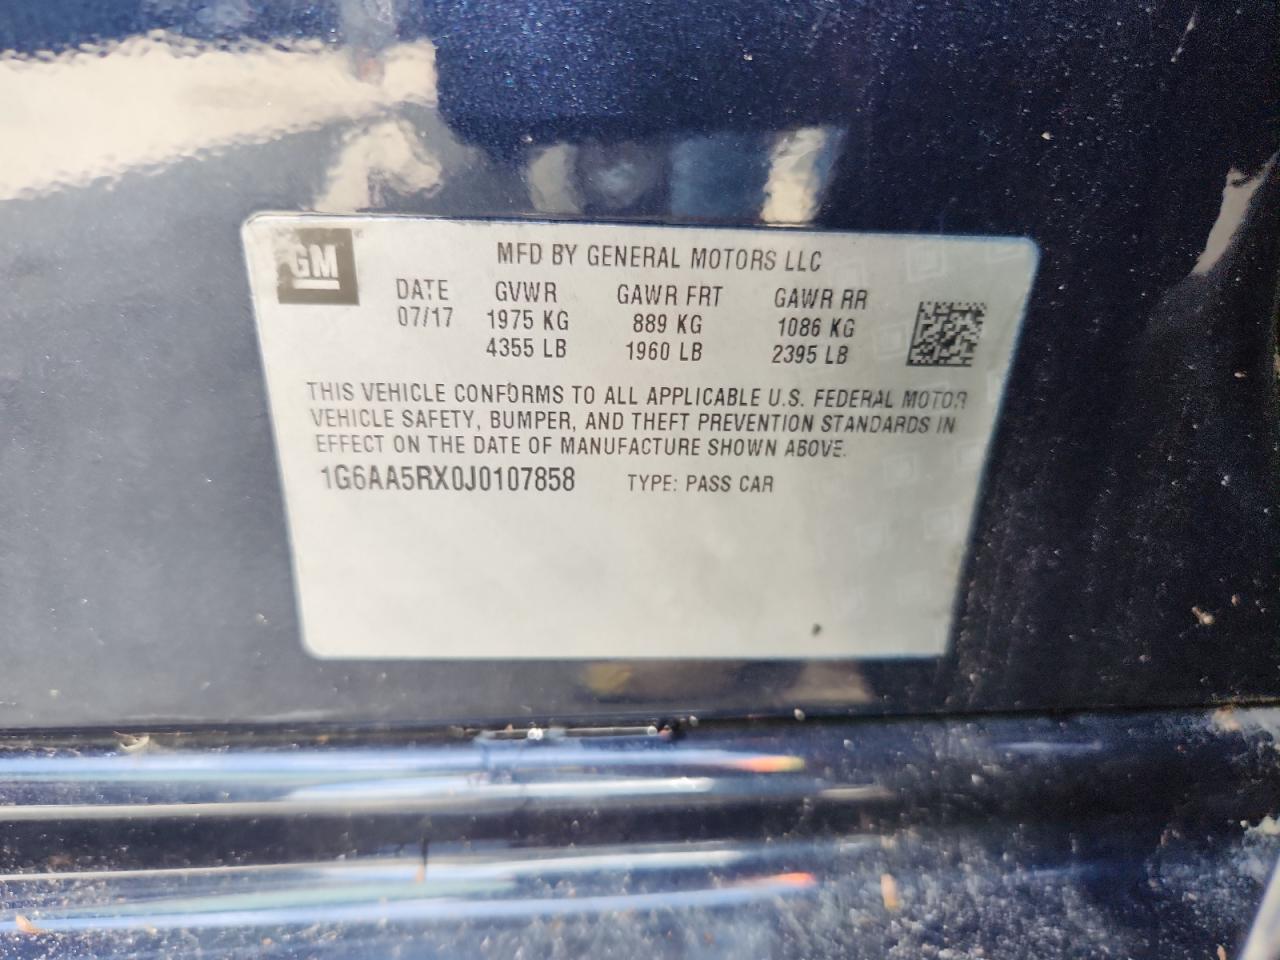 GM
MFD BY GENERAL MOTORS LLC
DATE GVWR GAWR FRT GAWR RR
07/17 1975 KG 889 KG 1086 KG
4355 LB 1960 LB 2395 LB
THIS VEHICLE CONFORMS TO ALL APPLICABLE U.S. FEDERAL MOTOR
VEHICLE SAFETY, BUMPER, AND THEFT PREVENTION STANDARDS IN
EFFECT ON THE DATE OF MANUFACTURE SHOWN ABOVE.
1G6AA5RX0J0107858 TYPE: PASS CAR